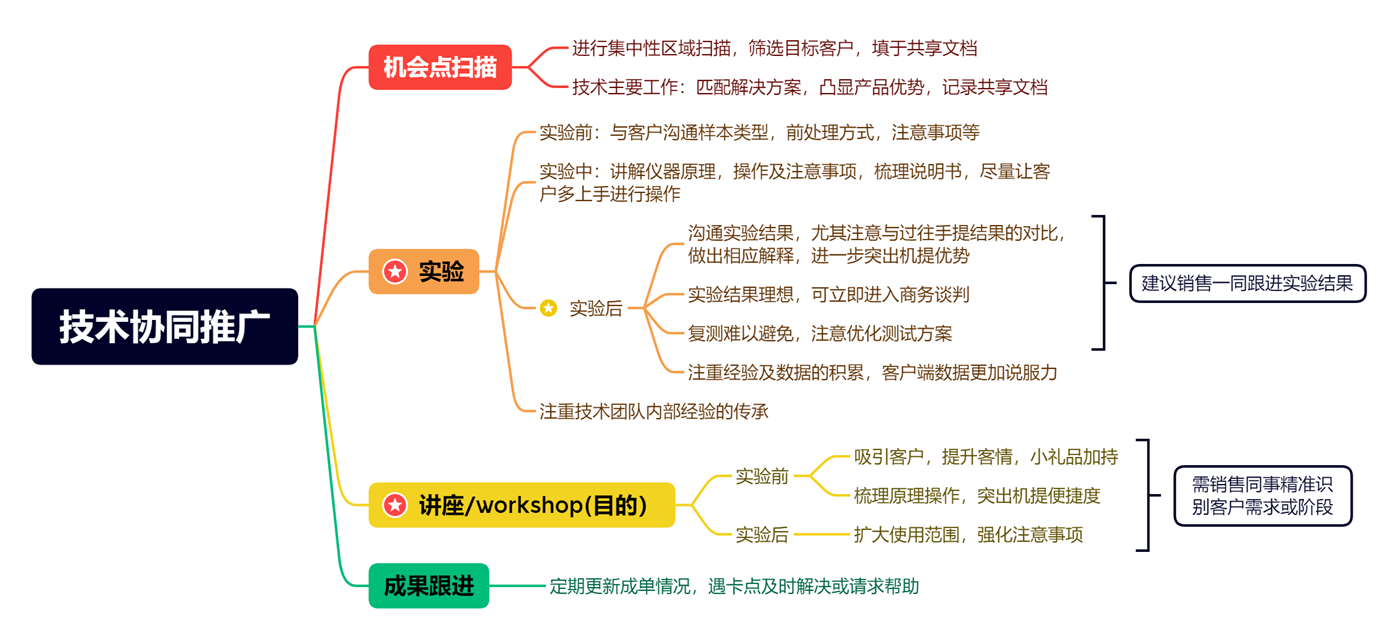 技术协同推广
机会点扫描
进行集中性区域扫描，筛选目标客户，填于共享文档
技术主要工作：匹配解决方案，凸显产品优势，记录共享文档
实验
实验前：与客户沟通样本类型，前处理方式，注意事项等
实验中：讲解仪器原理，操作及注意事项，梳理说明书，尽量让客
户多上手进行操作
实验后
沟通实验结果，尤其注意与过往手提结果的对比，
做出相应解释，进一步突出机提优势
实验结果理想，可立即进入商务谈判
复测难以避免，注意优化测试方案
注重经验及数据的积累，客户端数据更加说服力
建议销售一同跟进实验结果
注重技术团队内部经验的传承
讲座/workshop(目的)
实验前
吸引客户，提升客情，小礼品加持
梳理原理操作，突出机提便捷度
实验后
扩大使用范围，强化注意事项
需销售同事精准识
别客户需求或阶段
成果跟进
定期更新成单情况，遇卡点及时解决或请求帮助